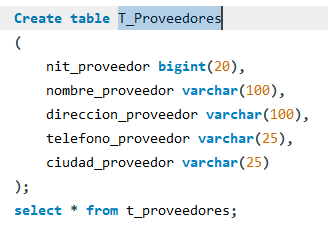 Create table T_Proveedores
(
nit_proveedor bigint(20),
nombre_proveedor varchar(100),
direccion_proveedor varchar(100),
telefono_proveedor varchar(25),
ciudad_proveedor varchar(25)
);
select * from t_proveedores;